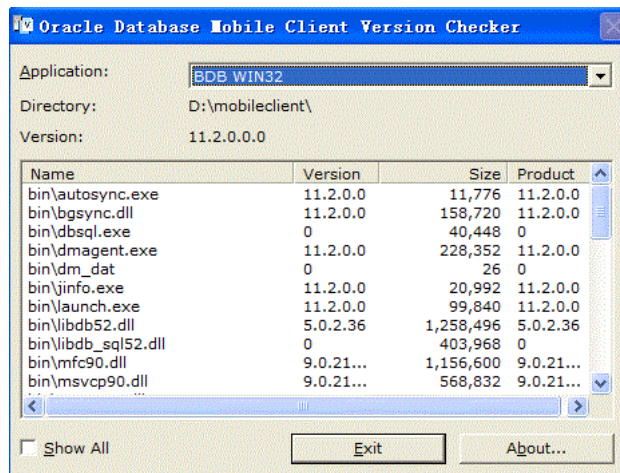 Oracle Database Mobile Client Version Checker
Application: BDB WIN32
Directory: D:\mobileclient\
Version: 11.2.0.0.0
Name Version Size Product
bin\autosync.exe 11.2.0.0 11,776 11.2.0.0
bin\bgsync.dll 11.2.0.0 158,720 11.2.0.0
bin\dbsql.exe 0 40,448 0
bin\dmagent.exe 11.2.0.0 228,352 11.2.0.0
bin\dm_dat 0 26 0
bin\jinfo.exe 11.2.0.0 20,992 11.2.0.0
bin\launch.exe 11.2.0.0 99,840 11.2.0.0
bin\libdb52.dll 5.0.2.36 1,258,496 5.0.2.36
bin\libdb_sql52.dll 0 403,968 0
bin\mfc90.dll 9.0.21... 1,156,600 9.0.21...
bin\msvcp90.dll 9.0.21... 568,832 9.0.21...
Show All Exit About...